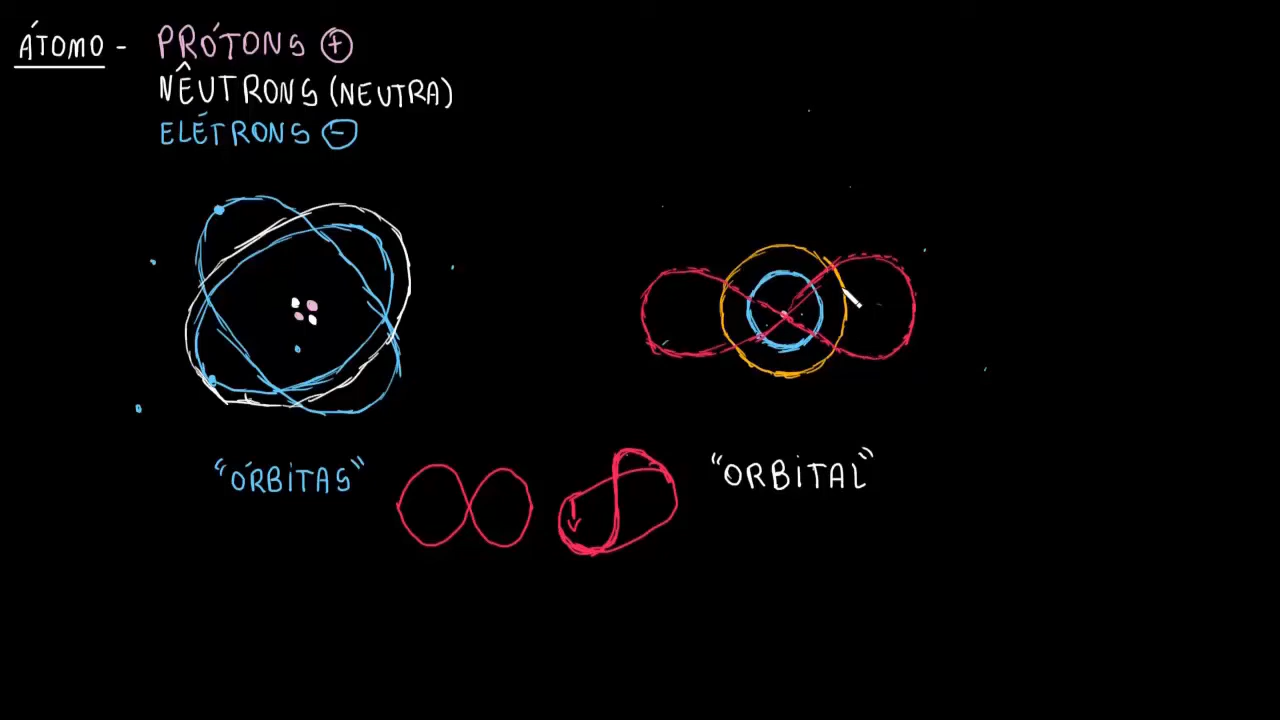 ÁTOMO - PRÓTONS +
NÊUTRONS (NEUTRA)
ELÉTRONS -
"ÓRBITAS"
"ORBITAL"